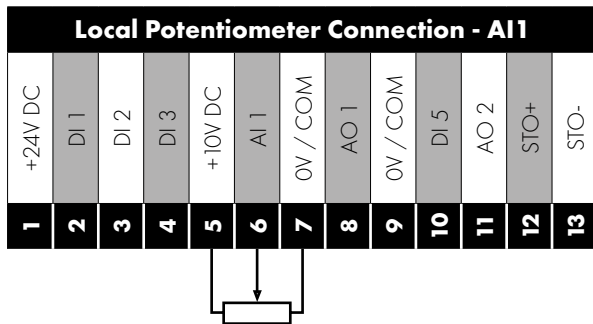 Local Potentiometer Connection - AI1
+24V DC
DI 1
DI 2
DI 3
+10V DC
AI 1
0V / COM
AO 1
0V / COM
DI 5
AO 2
STO+
STO-
1
2
3
4
5
6
7
8
9
10
11
12
13